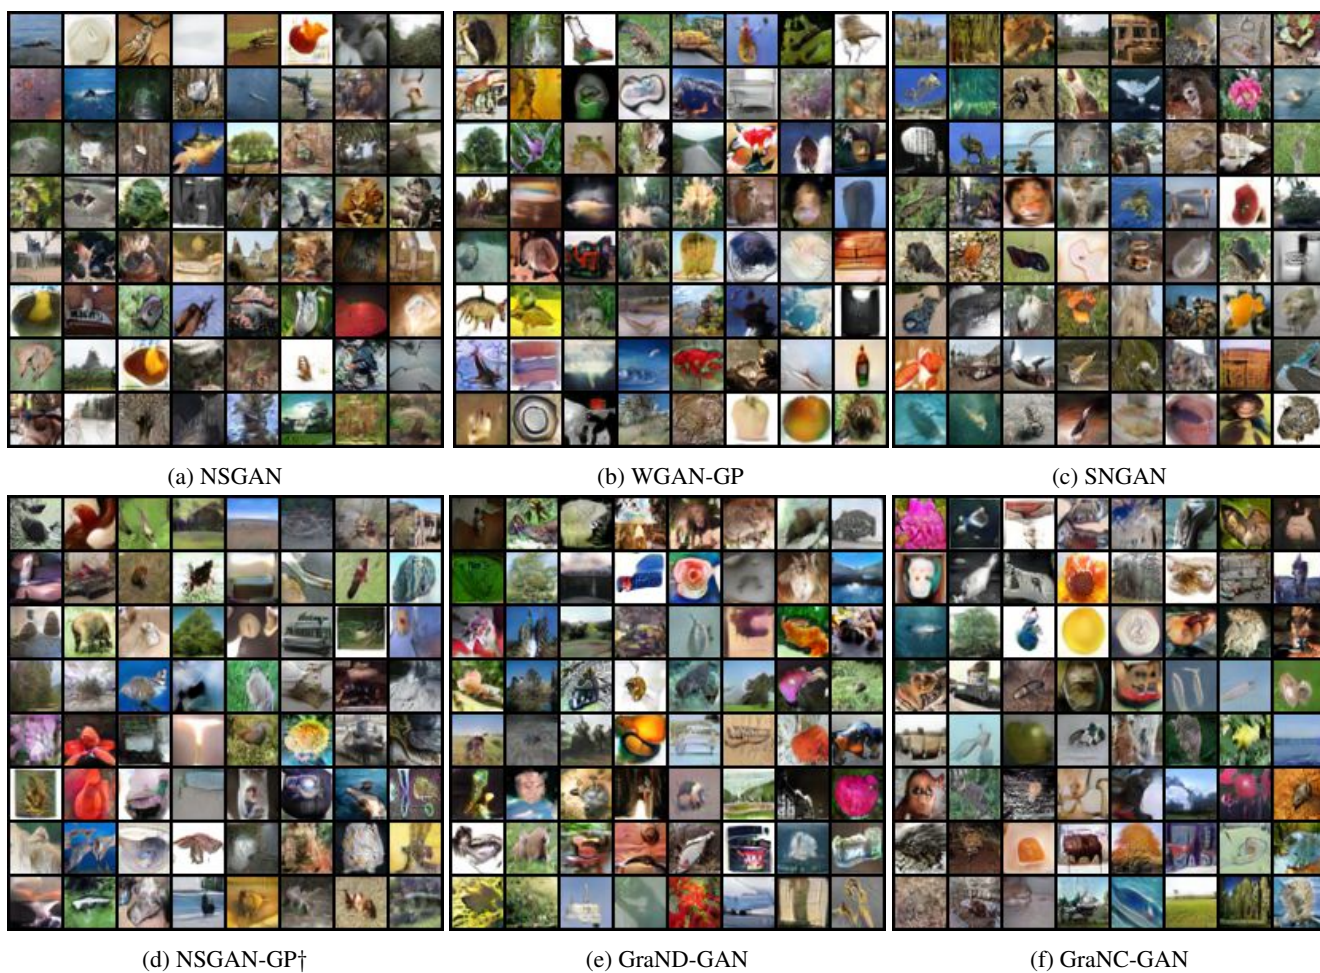 (a) NSGAN
(b) WGAN-GP
(c) SNGAN
(d) NSGAN-GP†
(e) GraND-GAN
(f) GraNC-GAN